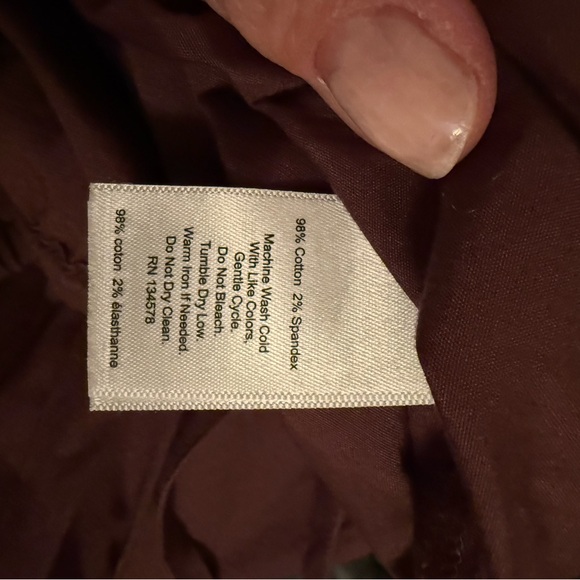 98% Cotton 2% Spandex
Machine Wash Cold
With Like Colors,
Gentle Cycle.
Do Not Bleach.
Tumble Dry Low.
Warm Iron If Needed.
Do Not Dry Clean.
RN 134578
98% coton 2% élasthanne